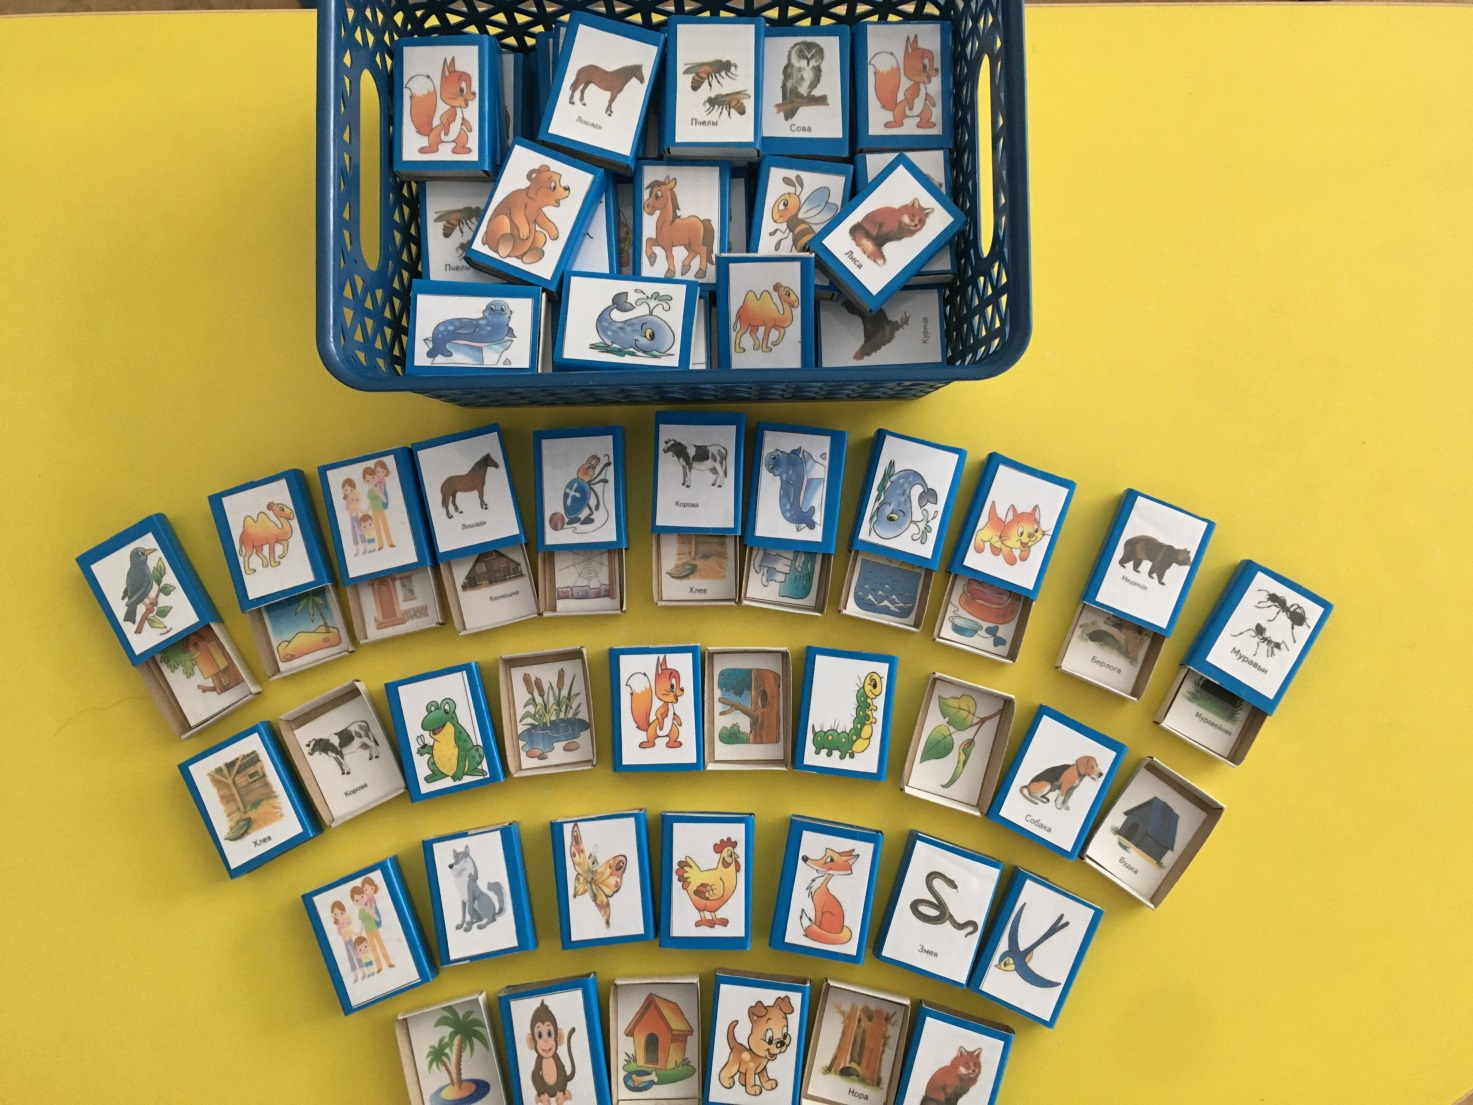 Лошадь
Пчелы
Сова
Пчелы
Лиса
Курица
Лошадь
Корова
Конюшня
Хлев
Медведь
Берлога
Муравьи
Муравейник
Хлев
Корова
Собака
Будка
Змея
Нора